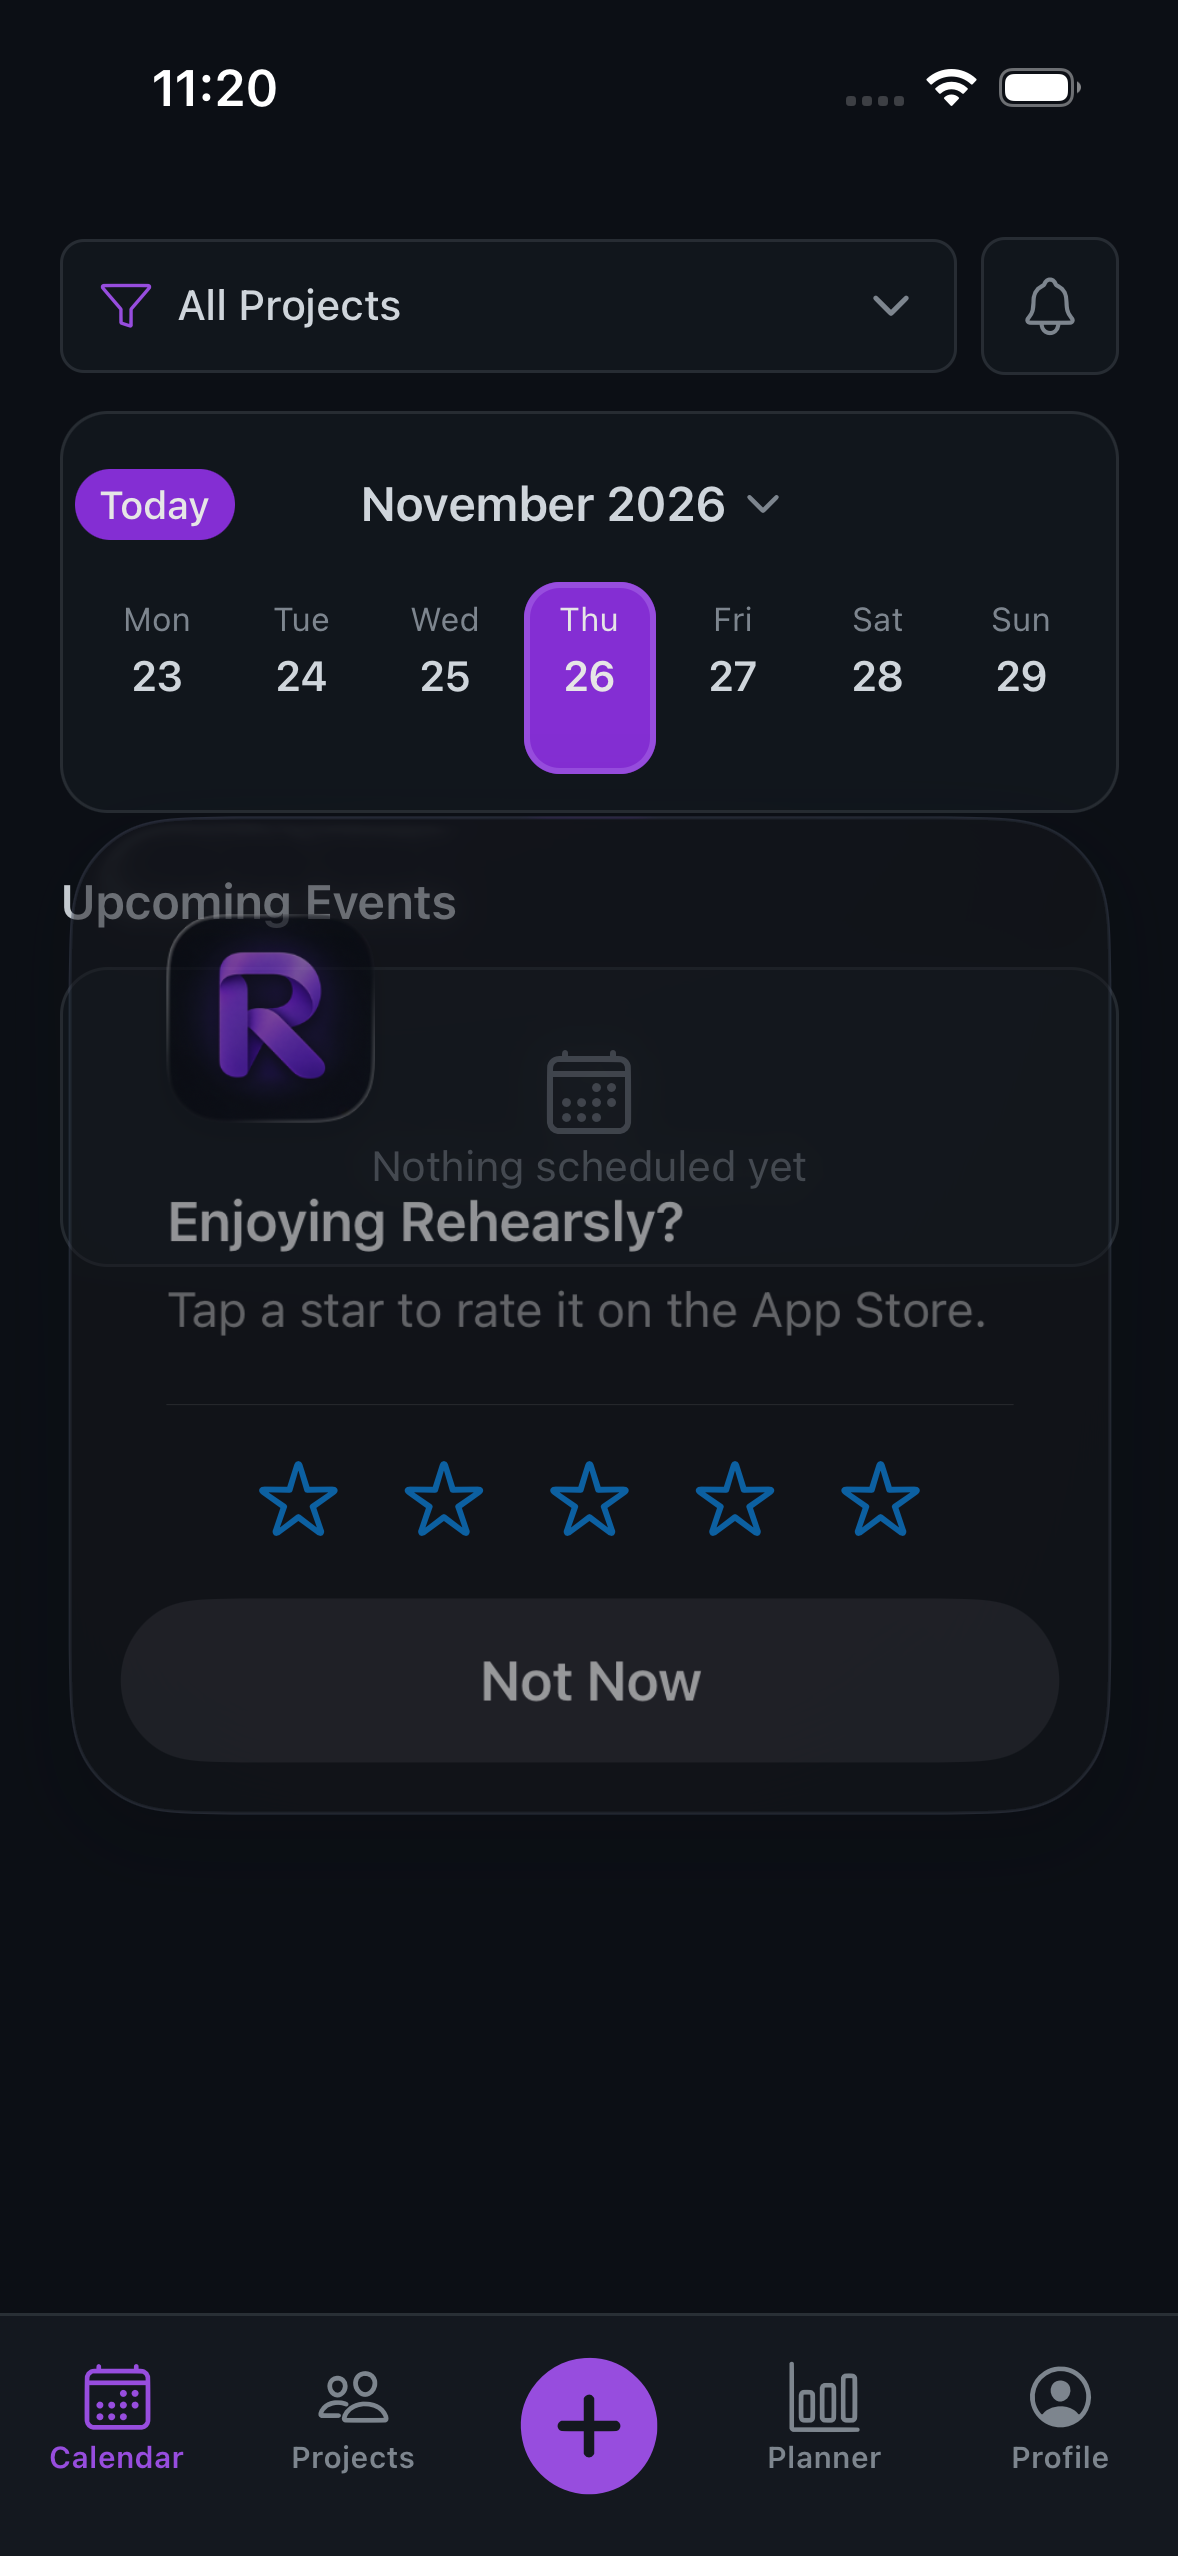 11:20
All Projects
Today
November 2026
Mon Tue Wed Thu Fri Sat Sun
23 24 25 26 27 28 29
Upcoming Events
R
Nothing scheduled yet
Enjoying Rehearsly?
Tap a star to rate it on the App Store.
Not Now
Calendar Projects Planner Profile